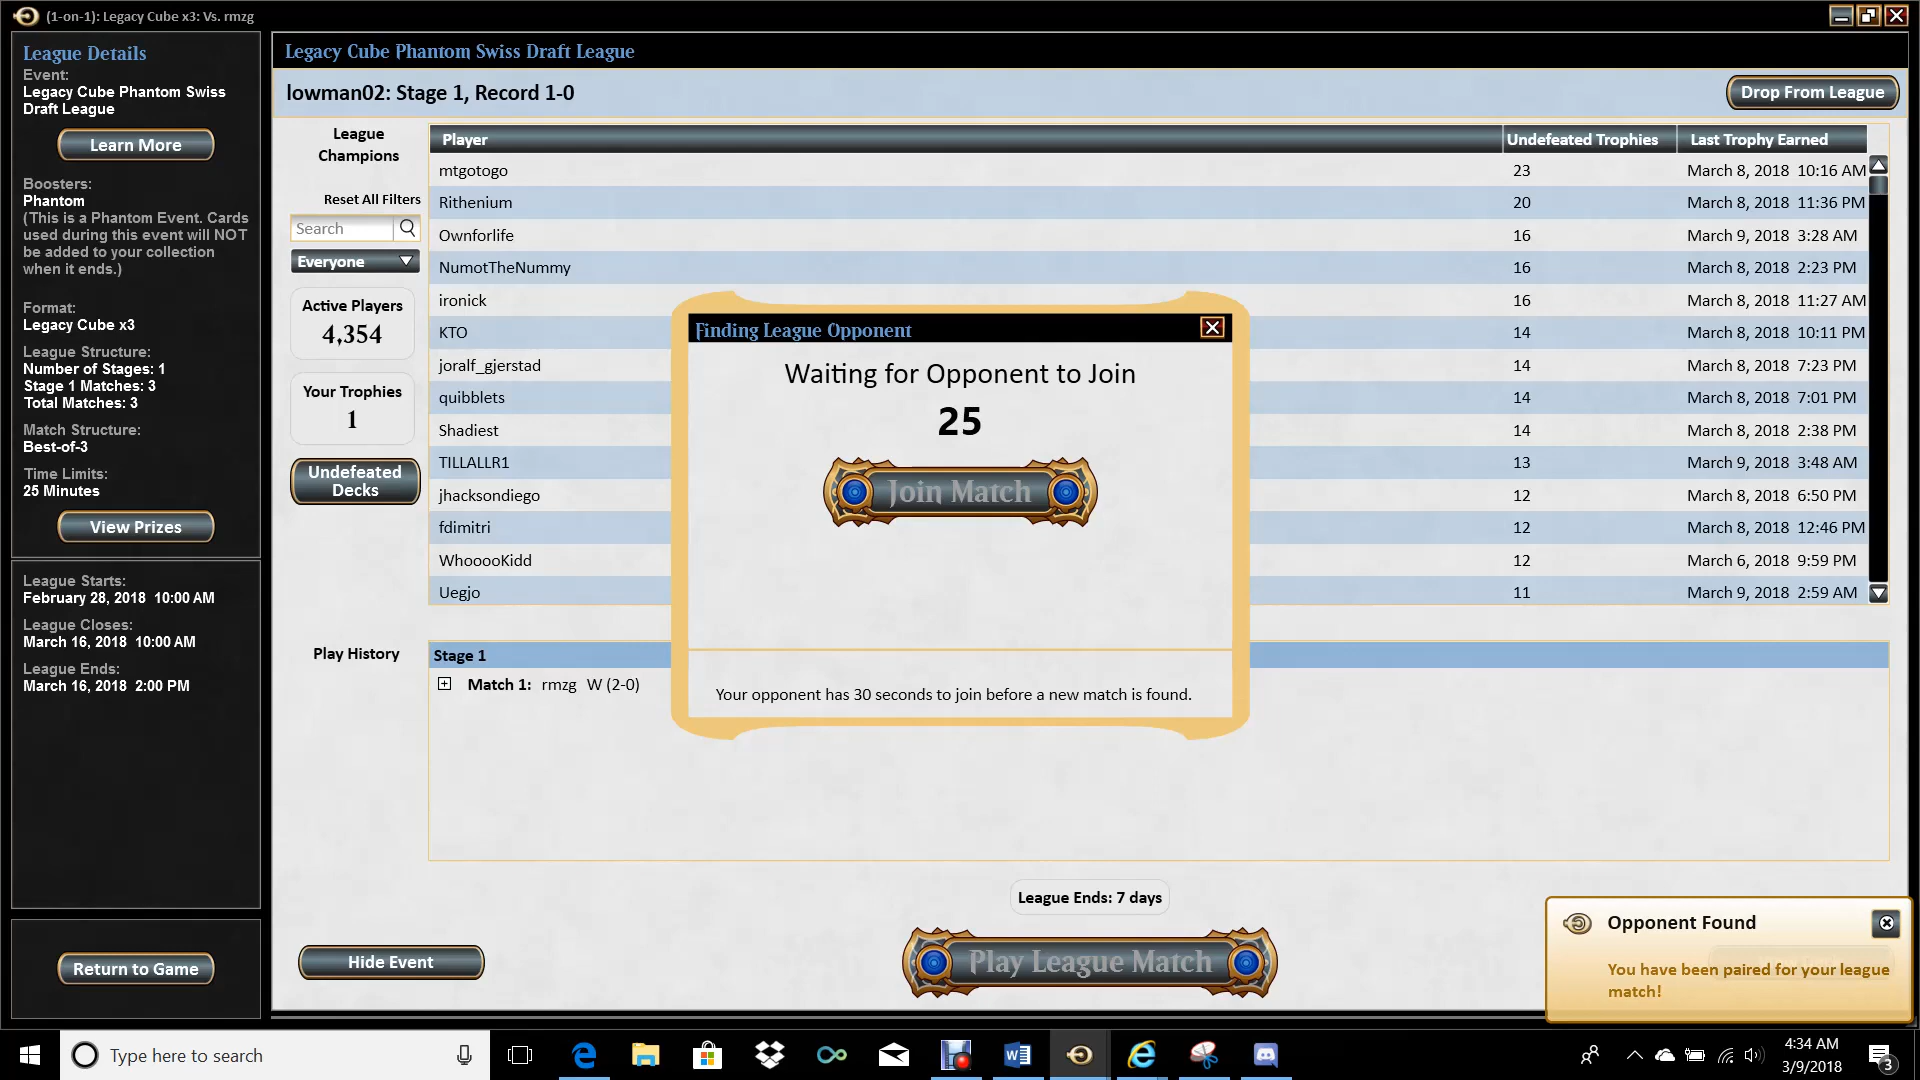 (1-on-1): Legacy Cube x3: Vs. rmzg
League Details
Event:
Legacy Cube Phantom Swiss
Draft League
Learn More
Boosters:
Phantom
(This is a Phantom Event. Cards
used during this event will NOT
be added to your collection
when it ends.)
Format:
Legacy Cube x3
League Structure:
Number of Stages: 1
Stage 1 Matches: 3
Total Matches: 3
Match Structure:
Best-of-3
Time Limits:
25 Minutes
View Prizes
League Starts:
February 28, 2018 10:00 AM
League Closes:
March 16, 2018 10:00 AM
League Ends:
March 16, 2018 2:00 PM
Return to Game
Legacy Cube Phantom Swiss Draft League
lowman02: Stage 1, Record 1-0
Drop From League
League
Champions
Reset All Filters
Search
Everyone
Active Players
4,354
Your Trophies
1
Undefeated
Decks
Player Undefeated Trophies Last Trophy Earned
mtgotogo 23 March 8, 2018 10:16 AM
Rithenium 20 March 8, 2018 11:36 PM
Ownforlife 16 March 9, 2018 3:28 AM
NumotTheNummy 16 March 8, 2018 2:23 PM
ironick 16 March 8, 2018 11:27 AM
KTO 14 March 8, 2018 10:11 PM
joralf_gjerstad 14 March 8, 2018 7:23 PM
quibblets 14 March 8, 2018 7:01 PM
Shadiest 14 March 8, 2018 2:38 PM
TILLALLR1 13 March 9, 2018 3:48 AM
jhacksondiego 12 March 8, 2018 6:50 PM
fdimitri 12 March 8, 2018 12:46 PM
WhooooKidd 12 March 6, 2018 9:59 PM
Uegjo 11 March 9, 2018 2:59 AM
Finding League Opponent
Waiting for Opponent to Join
25
Join Match
Your opponent has 30 seconds to join before a new match is found.
Play History
Stage 1
Match 1: rmzg W (2-0)
League Ends: 7 days
Hide Event
Play League Match
Opponent Found
You have been paired for your league
match!
Type here to search
4:34 AM
3/9/2018
3